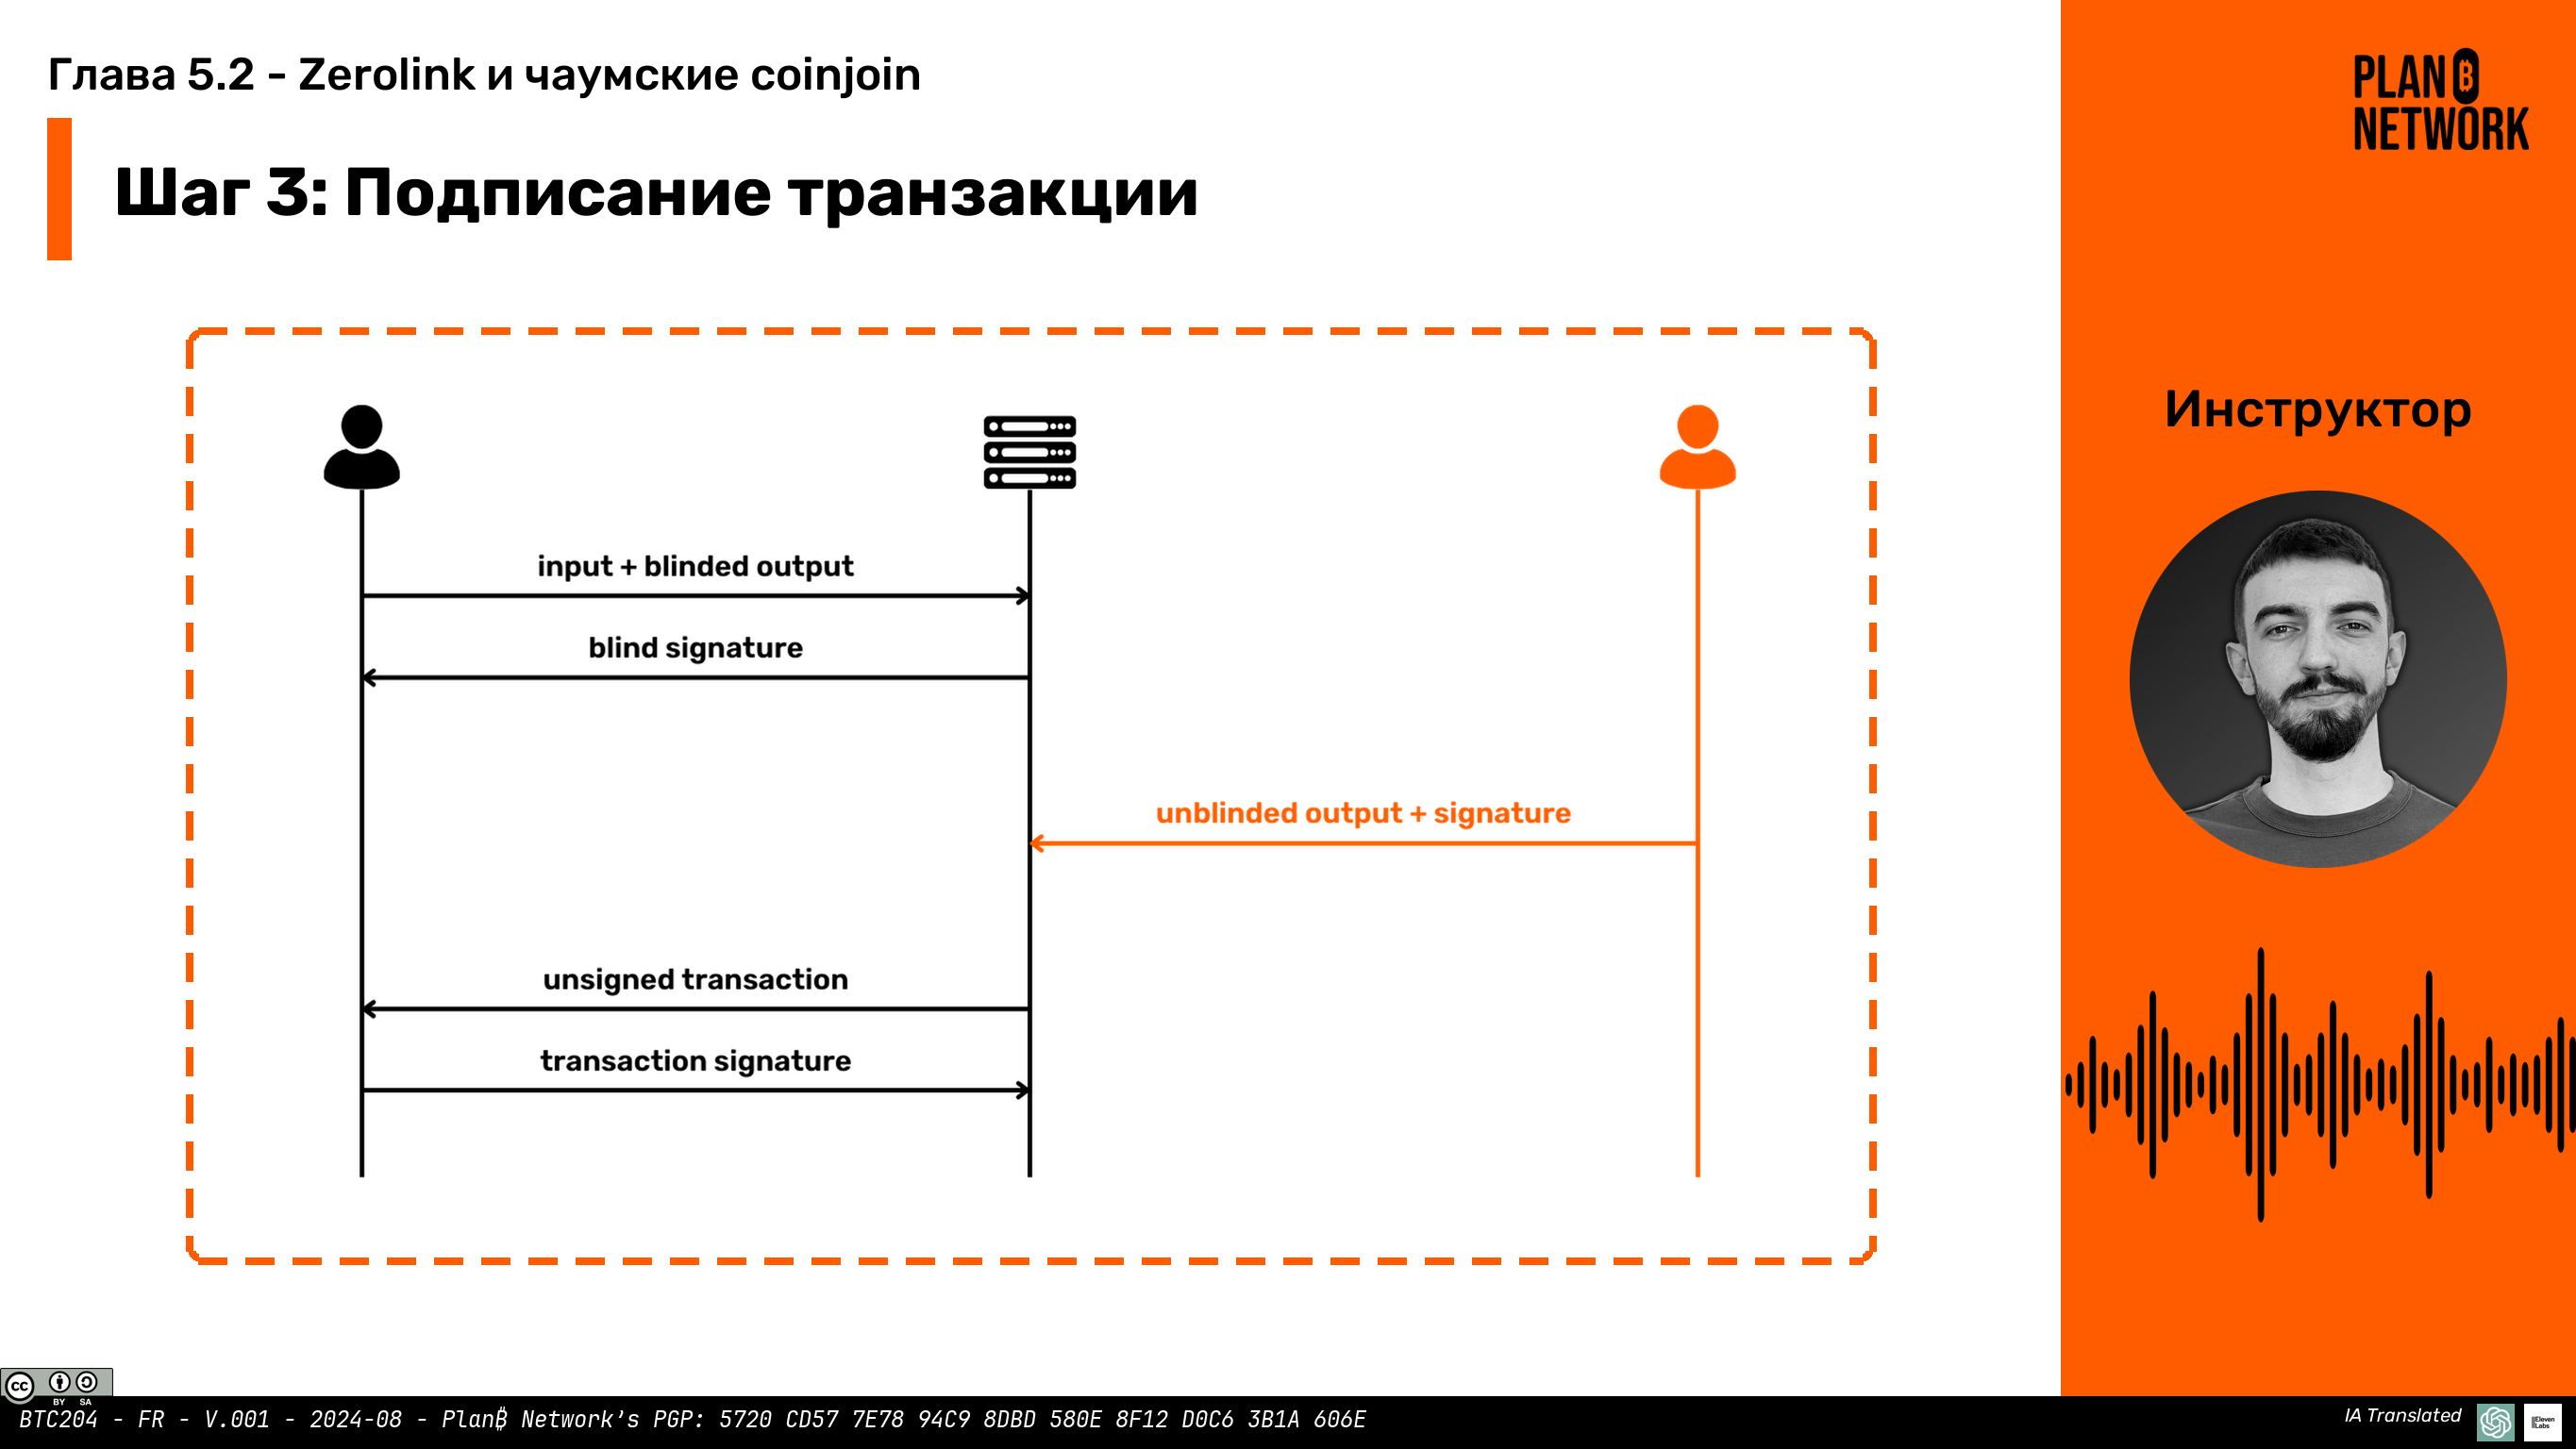 Глава 5.2 - Zerolink и чаумские coinjoin
PLAN ₿
NETWORK
Шаг 3: Подписание транзакции
Инструктор
input + blinded output
blind signature
unblinded output + signature
unsigned transaction
transaction signature
cc
BY SA
BTC204 - FR - V.001 - 2024-08 - Plan₿ Network's PGP: 5720 CD57 7E78 94C9 8DBD 580E 8F12 D0C6 3B1A 606E
IA Translated
IIElevenLabs